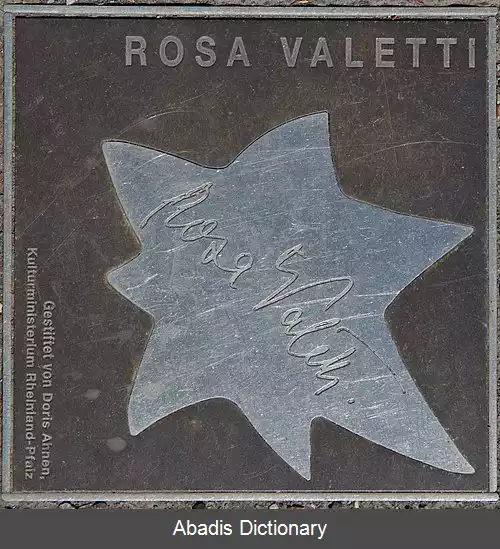 ROSA VALETTI
Rosa Valetti.
Gestiftet von Doris Ahnen,
Kulturministerium Rheinland-Pfalz
Abadis Dictionary